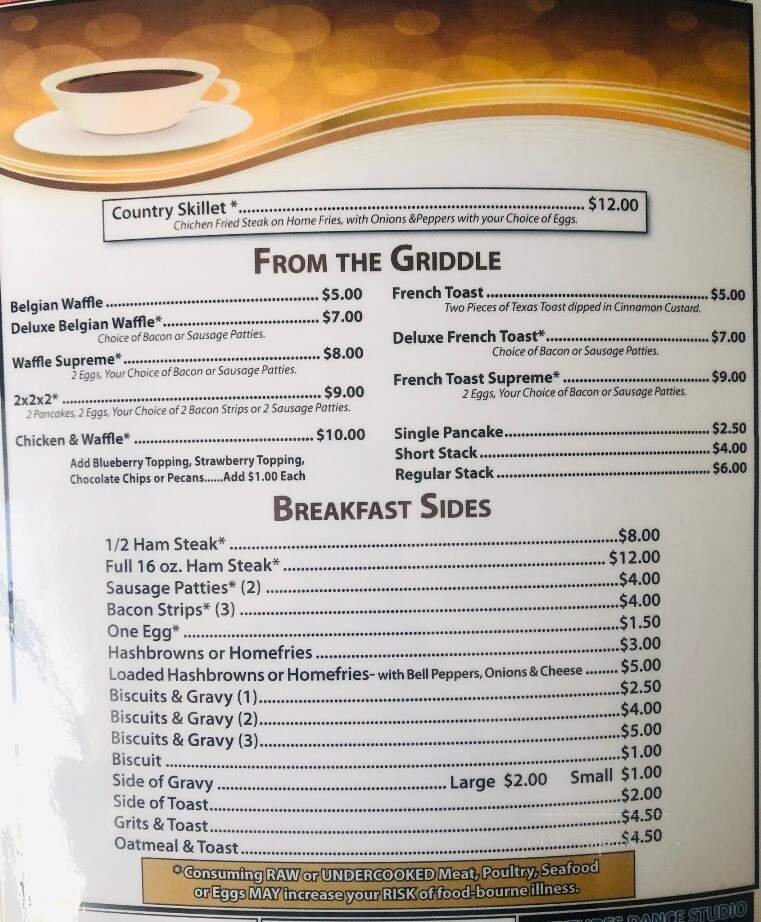 Country Skillet *.......... $12.00
Chichen Fried Steak on Home Fries, with Onions &Peppers with your Choice of Eggs.
FROM THE GRIDDLE
Belgian Waffle .......... $5.00
Deluxe Belgian Waffle*.......... $7.00
Choice of Bacon or Sausage Patties.
Waffle Supreme*.......... $8.00
2 Eggs, Your Choice of Bacon or Sausage Patties.
2x2x2* .......... $9.00
2 Pancakes, 2 Eggs, Your Choice of 2 Bacon Strips or 2 Sausage Patties.
Chicken & Waffle* .......... $10.00
Add Blueberry Topping, Strawberry Topping,
Chocolate Chips or Pecans......Add $1.00 Each
French Toast .......... $5.00
Two Pieces of Texas Toast dipped in Cinnamon Custard.
Deluxe French Toast*.......... $7.00
Choice of Bacon or Sausage Patties.
French Toast Supreme* .......... $9.00
2 Eggs, Your Choice of Bacon or Sausage Patties.
Single Pancake.......... $2.50
Short Stack.......... $4.00
Regular Stack.......... $6.00
BREAKFAST SIDES
1/2 Ham Steak* ..........$8.00
Full 16 oz. Ham Steak* .......... $12.00
Sausage Patties* (2) ..........$4.00
Bacon Strips* (3) ..........$4.00
One Egg* ..........$1.50
Hashbrowns or Homefries ..........$3.00
Loaded Hashbrowns or Homefries- with Bell Peppers, Onions & Cheese ........ $5.00
Biscuits & Gravy (1)..........$2.50
Biscuits & Gravy (2)..........$4.00
Biscuits & Gravy (3)..........$5.00
Biscuit ..........$1.00
Side of Gravy .......... Large $2.00 Small $1.00
Side of Toast..........$2.00
Grits & Toast..........$4.50
Oatmeal & Toast..........$4.50
*Consuming RAW or UNDERCOOKED Meat, Poultry, Seafood
or Eggs MAY increase your RISK of food-bourne illness.
DANCE STUDIO